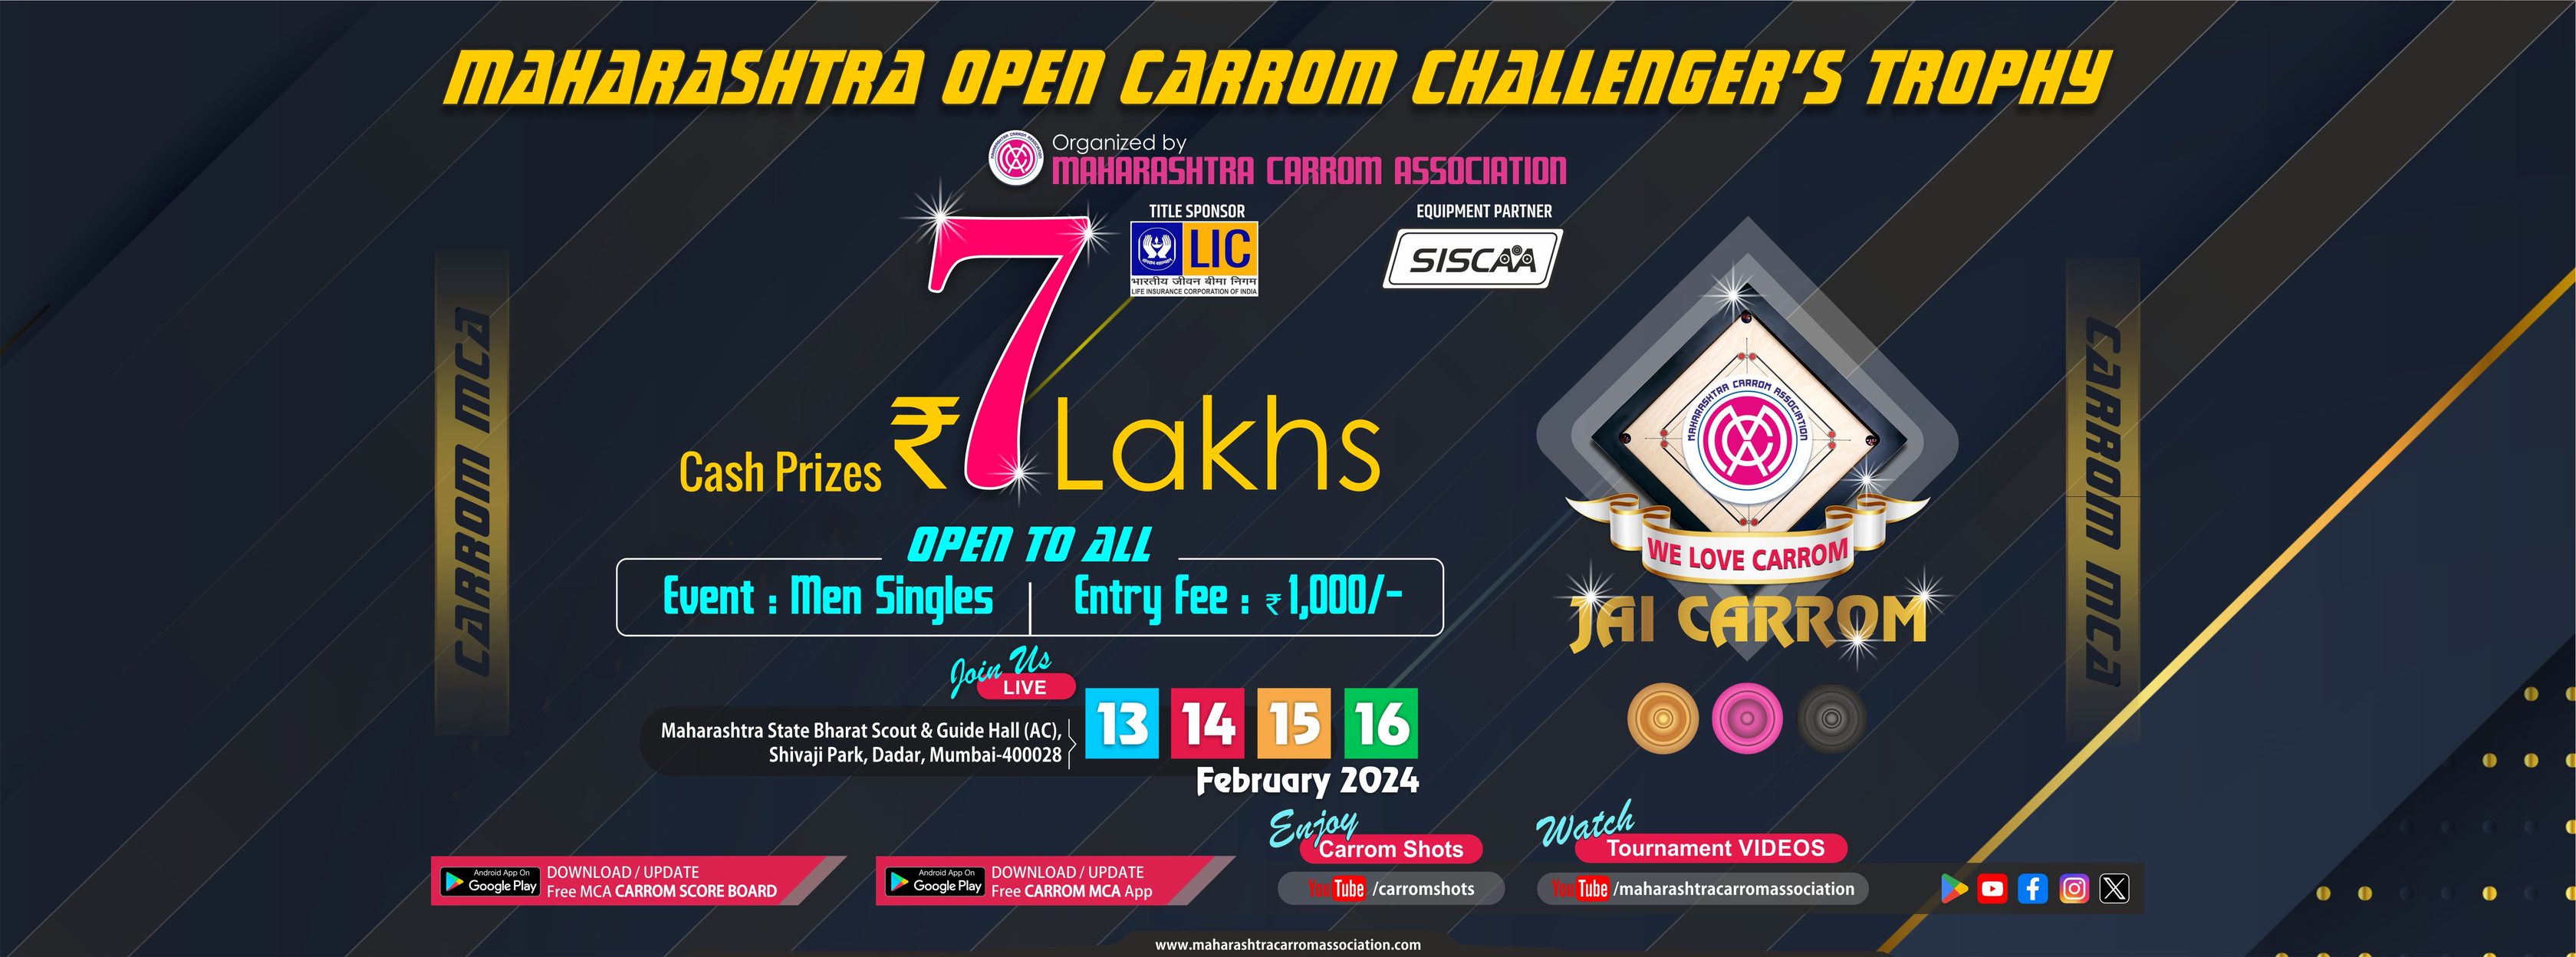 MAHARASHTRA OPEN CARROM CHALLENGER'S TROPHY
Organized by
MAHARASHTRA CARROM ASSOCIATION
TITLE SPONSOR
LIC
भारतीय जीवन बीमा निगम
LIFE INSURANCE CORPORATION OF INDIA
EQUIPMENT PARTNER
SISCAA
Cash Prizes ₹7 Lakhs
OPEN TO ALL
Event : Men Singles
Entry Fee : ₹ 1,000/-
Join Us
LIVE
Maharashtra State Bharat Scout & Guide Hall (AC),
Shivaji Park, Dadar, Mumbai-400028
13 14 15 16
February 2024
CARROM MCA
MAHARASHTRA CARROM ASSOCIATION
WE LOVE CARROM
JAI CARROM
CARROM MCA
Enjoy
Carrom Shots
YouTube /carromshots
Watch
Tournament VIDEOS
YouTube /maharashtracarromassociation
Android App On
Google Play
DOWNLOAD / UPDATE
Free MCA CARROM SCORE BOARD
Android App On
Google Play
DOWNLOAD / UPDATE
Free CARROM MCA App
www.maharashtracarromassociation.com